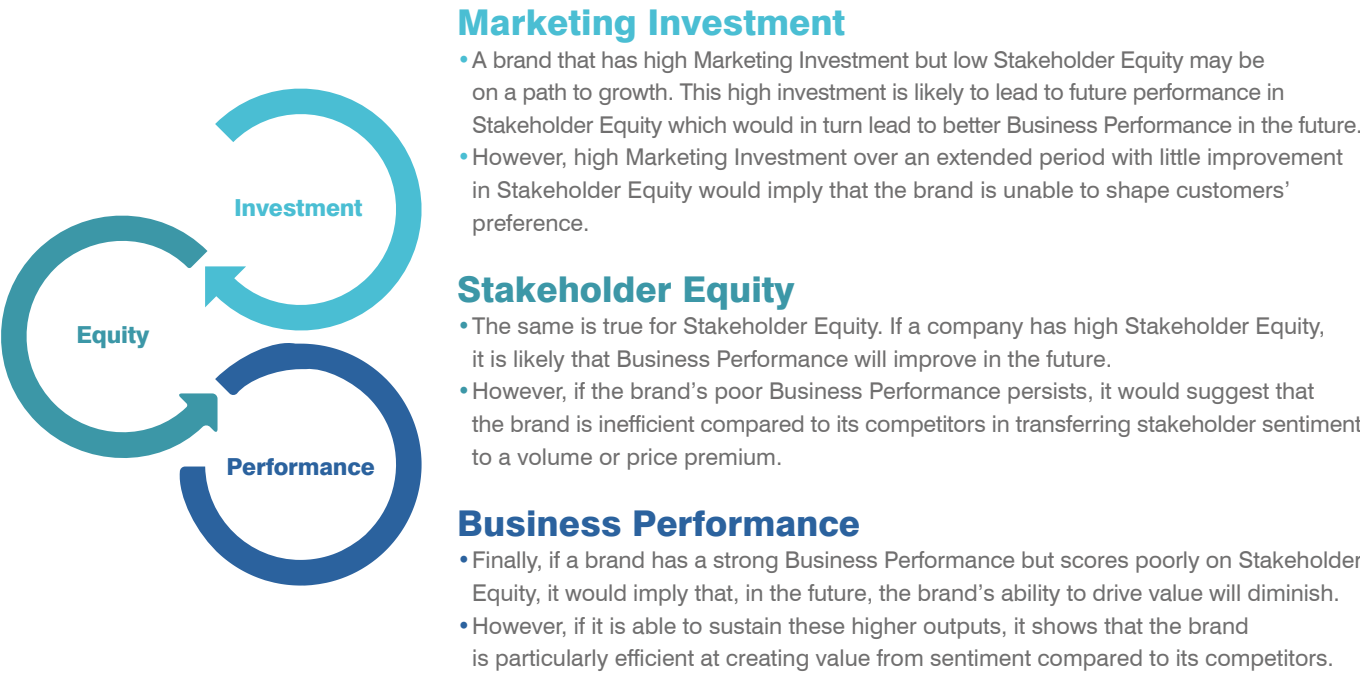 Investment
Equity
Performance
Marketing Investment
• A brand that has high Marketing Investment but low Stakeholder Equity may be
on a path to growth. This high investment is likely to lead to future performance in
Stakeholder Equity which would in turn lead to better Business Performance in the future.
• However, high Marketing Investment over an extended period with little improvement
in Stakeholder Equity would imply that the brand is unable to shape customers’
preference.
Stakeholder Equity
• The same is true for Stakeholder Equity. If a company has high Stakeholder Equity,
it is likely that Business Performance will improve in the future.
• However, if the brand’s poor Business Performance persists, it would suggest that
the brand is inefficient compared to its competitors in transferring stakeholder sentiment
to a volume or price premium.
Business Performance
• Finally, if a brand has a strong Business Performance but scores poorly on Stakeholder
Equity, it would imply that, in the future, the brand’s ability to drive value will diminish.
• However, if it is able to sustain these higher outputs, it shows that the brand
is particularly efficient at creating value from sentiment compared to its competitors.